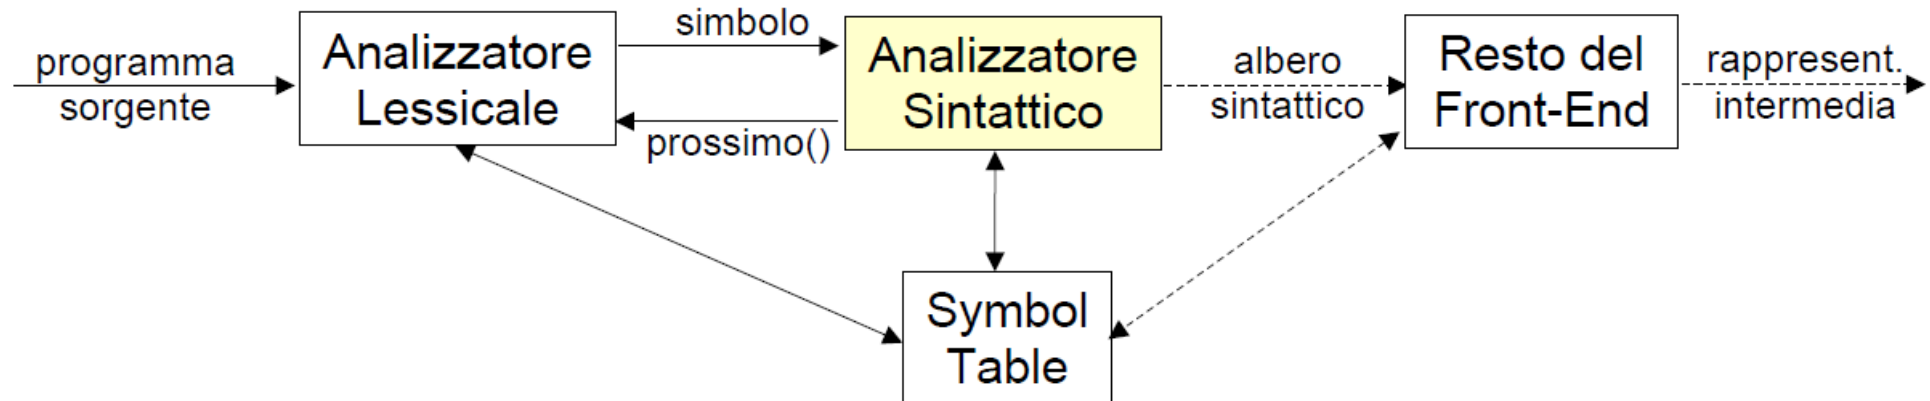 programma
sorgente
Analizzatore
Lessicale
simbolo
prossimo()
Analizzatore
Sintattico
albero
sintattico
Resto del
Front-End
rappresent.
intermedia
Symbol
Table